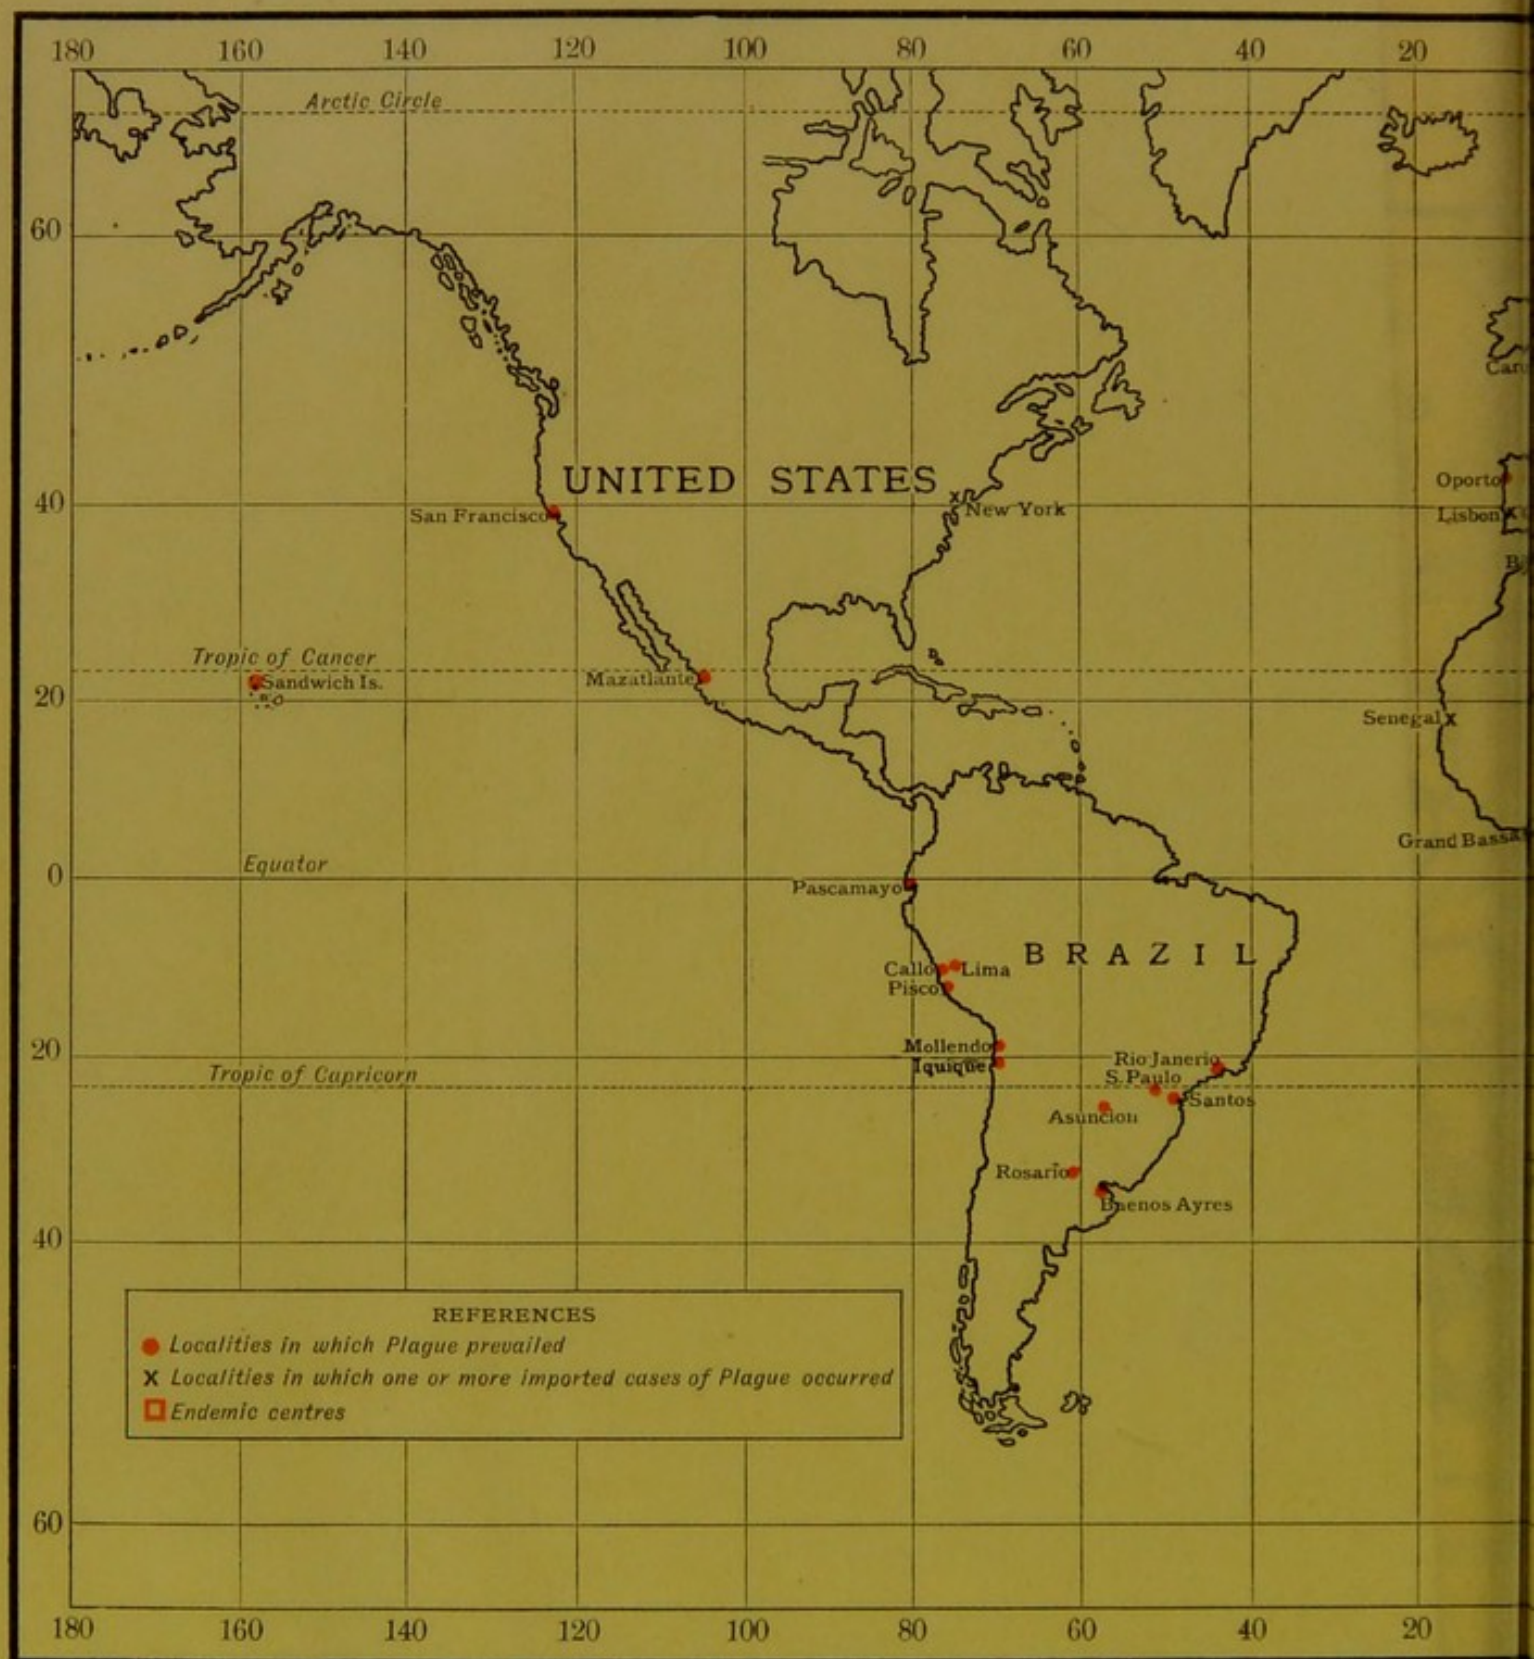 180 160 140 120 100 80 60 40 20
Arctic Circle
60
UNITED STATES
40
San Francisco
New York
Oporto
Lisbon
Tropic of Cancer
Sandwich Is.
Mazatlante
20
Senegal
Grand Bassa
Equator
0
Pascamayo
BRAZIL
Callo
Lima
Pisco
20
Mollendo
Iquique
Rio Janerio
Tropic of Capricorn
S. Paulo
Santos
Asuncion
Rosario
Buenos Ayres
40
REFERENCES
Localities in which Plague prevailed
x Localities in which one or more imported cases of Plague occurred
Endemic centres
60
180 160 140 120 100 80 60 40 20